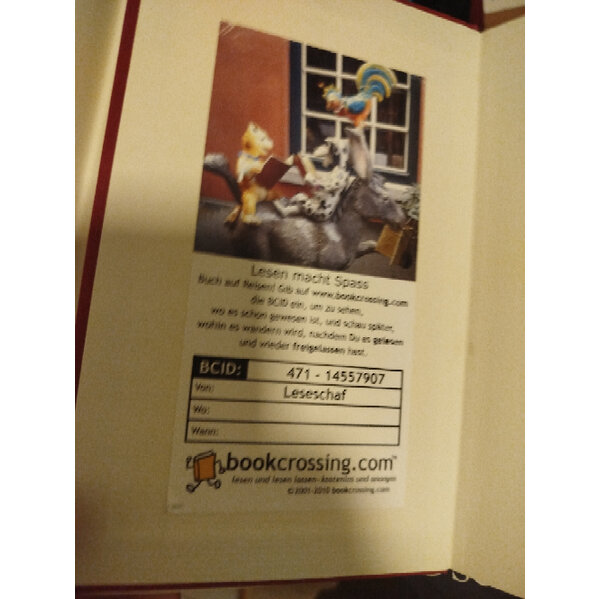 Lesen macht Spass
Buch auf Reisen! Gib auf www.bookcrossing.com
die BCID ein, um zu sehen,
wo es schon gewesen ist, und schau später,
wohin es wandern wird, nachdem Du es gelesen
und wieder freigelassen hast.
BCID: 471 - 14557907
Von: Leseschaf
Wo:
Wann:
bookcrossing.com™
lesen und lesen lassen- kostenlos und anonym
©2001-2010 bookcrossing.com